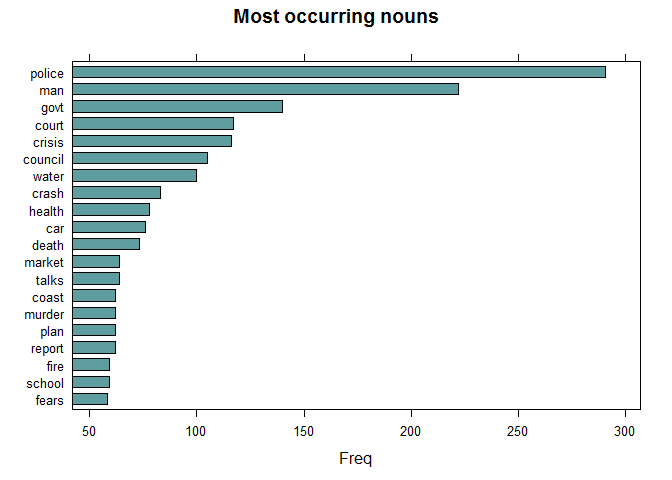 Most occurring nouns
police
man
govt
court
crisis
council
water
crash
health
car
death
market
talks
coast
murder
plan
report
fire
school
fears
50 100 150 200 250 300
Freq